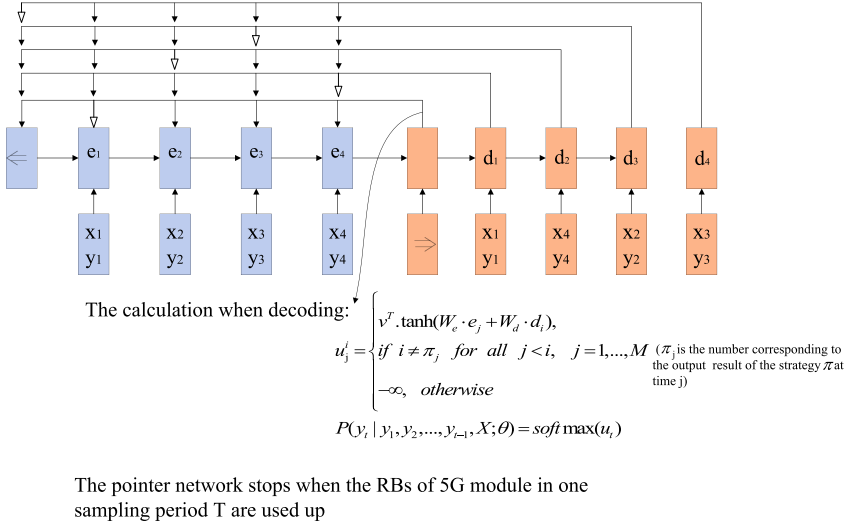 e1 e2 e3 e4 d1 d2 d3 d4
⇐
x1 x2 x3 x4 x1 x4 x2 x3
y1 y2 y3 y4 ⇒ y1 y4 y2 y3
The calculation when decoding:
v^T.tanh(W_e·e_j+W_d·d_i),
u_j^i={if i≠π_j for all j<i, j=1,...,M
(π_j is the number corresponding to
the output result of the strategy π at
time j)
−∞, otherwise
P(y_t | y_1,y_2,...,y_{t−1},X;θ)=softmax(u_t)
The pointer network stops when the RBs of 5G module in one
sampling period T are used up